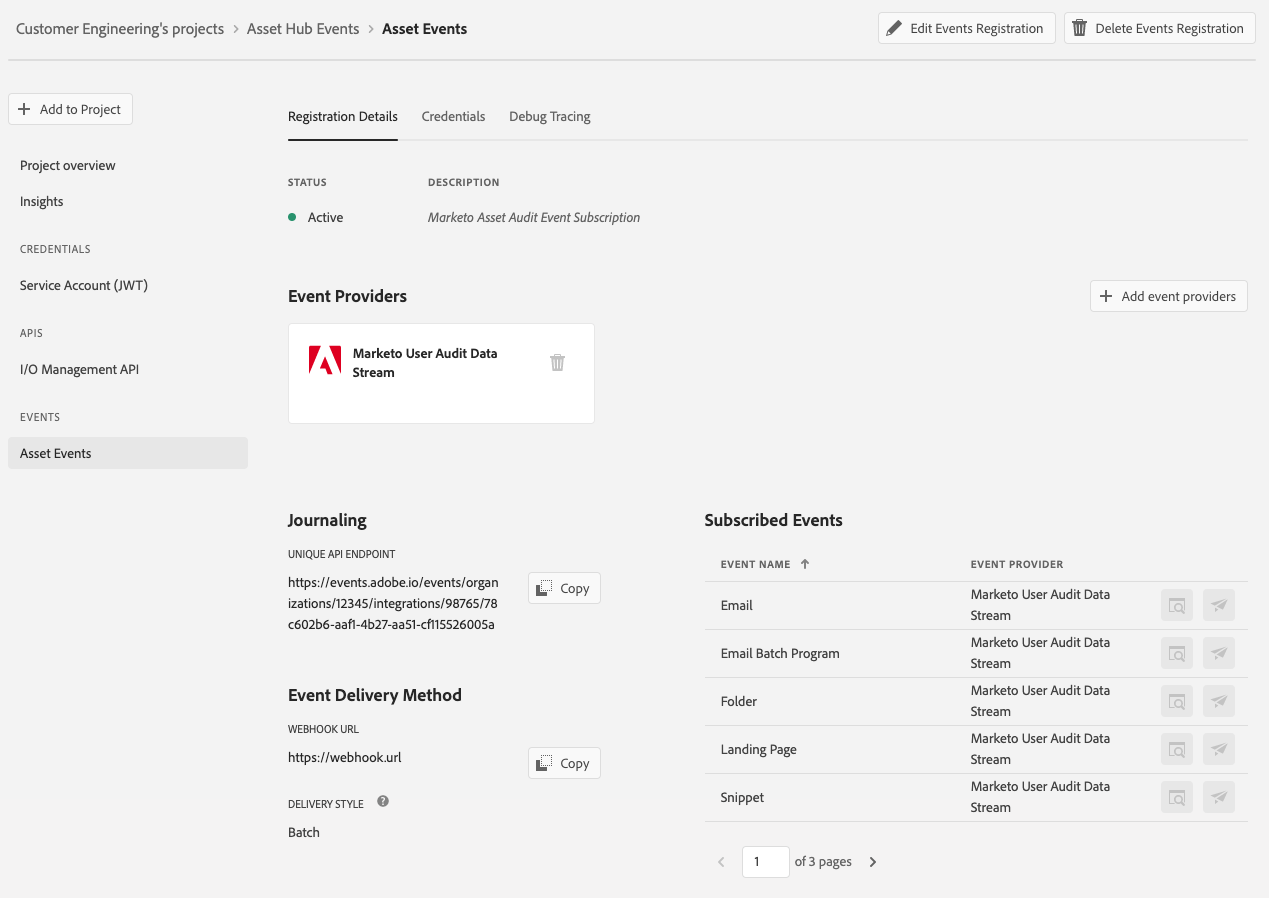 Customer Engineering's projects > Asset Hub Events > Asset Events
Edit Events Registration
Delete Events Registration
Add to Project
Project overview
Insights
CREDENTIALS
Service Account (JWT)
APIS
I/O Management API
EVENTS
Asset Events
Registration Details
Credentials
Debug Tracing
STATUS
DESCRIPTION
Active
Marketo Asset Audit Event Subscription
Event Providers
Add event providers
Marketo User Audit Data
Stream
Journaling
UNIQUE API ENDPOINT
https://events.adobe.io/events/organ
izations/12345/integrations/98765/78
c602b6-aaf1-4b27-aa51-cf115526005a
Copy
Event Delivery Method
WEBHOOK URL
https://webhook.url
Copy
DELIVERY STYLE ?
Batch
Subscribed Events
EVENT NAME
EVENT PROVIDER
Email
Marketo User Audit Data
Stream
Email Batch Program
Marketo User Audit Data
Stream
Folder
Marketo User Audit Data
Stream
Landing Page
Marketo User Audit Data
Stream
Snippet
Marketo User Audit Data
Stream
1 of 3 pages